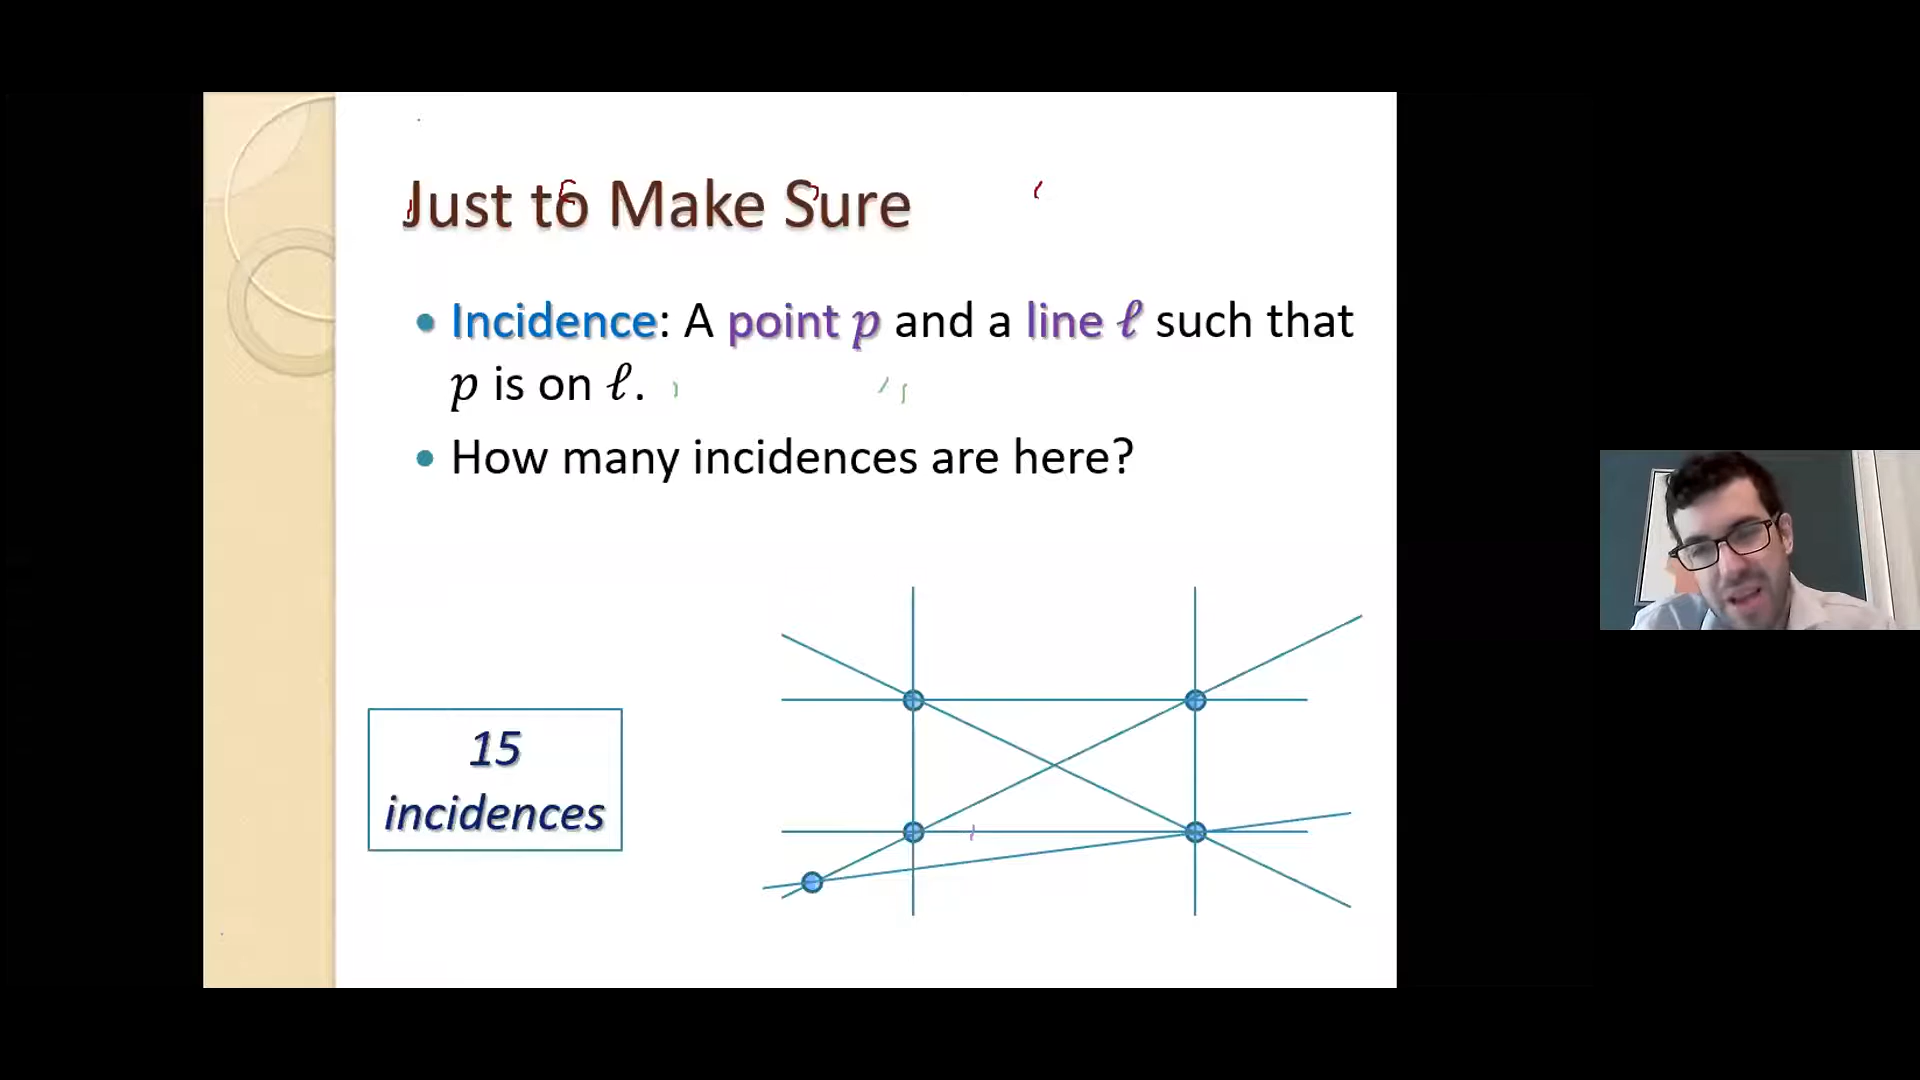 Just to Make Sure
• Incidence: A point p and a line ℓ such that
p is on ℓ.
• How many incidences are here?
15
incidences